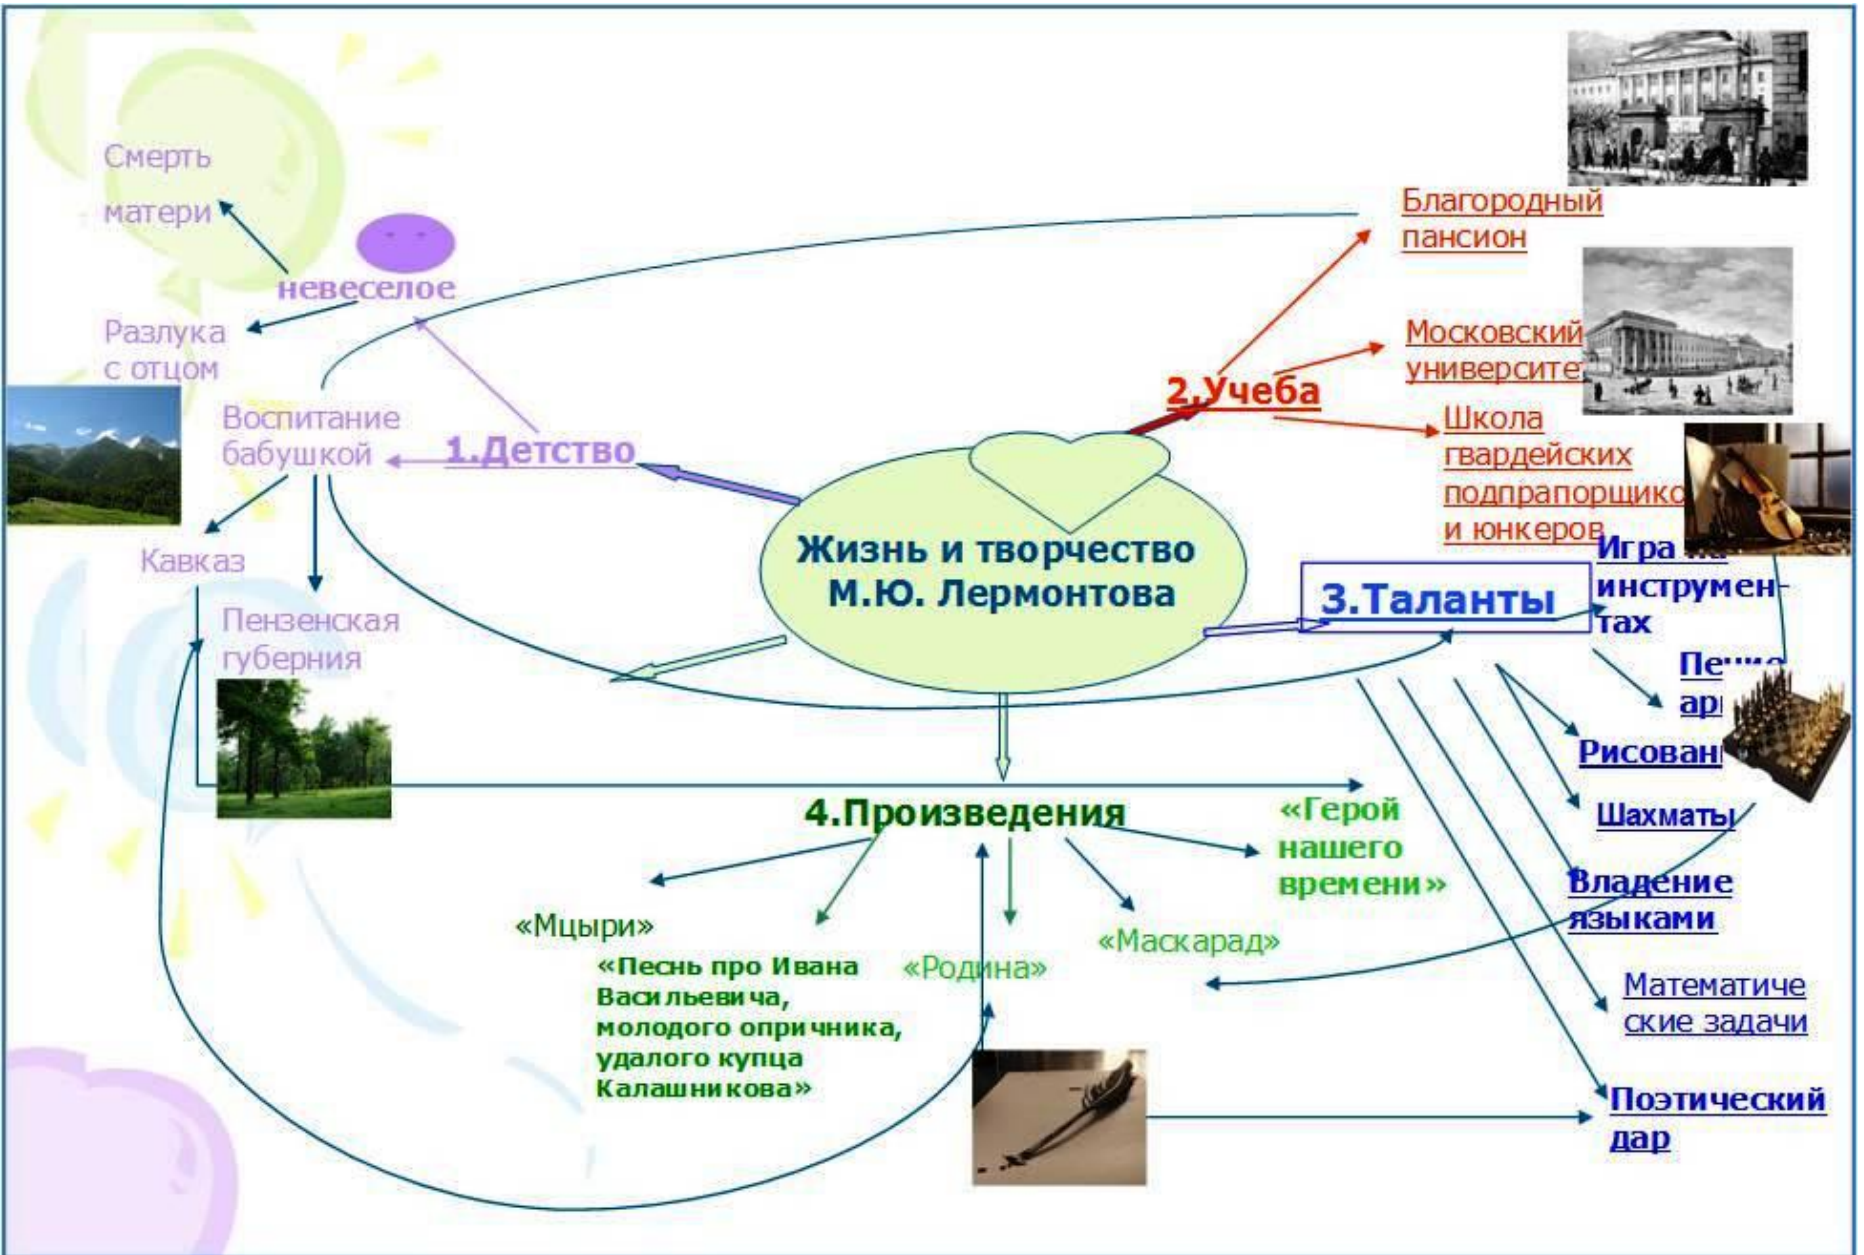 Смерть
матери
невеселое
Разлука
с отцом
Воспитание
бабушкой
1.Детство
Кавказ
Пензенская
губерния
Жизнь и творчество
М.Ю. Лермонтова
2.Учеба
Благородный
пансион
Московский
университе
Школа
гвардейских
подпрапорщико
и юнкеров
3.Таланты
Игра
инструмен-
тах
Рисован
Шахматы
Владение
языками
Математиче
ские задачи
Поэтический
дар
4.Произведения
«Мцыри»
«Песнь про Ивана
Васильевича,
молодого опричника,
удалого купца
Калашникова»
«Родина»
«Маскарад»
«Герой
нашего
времени»